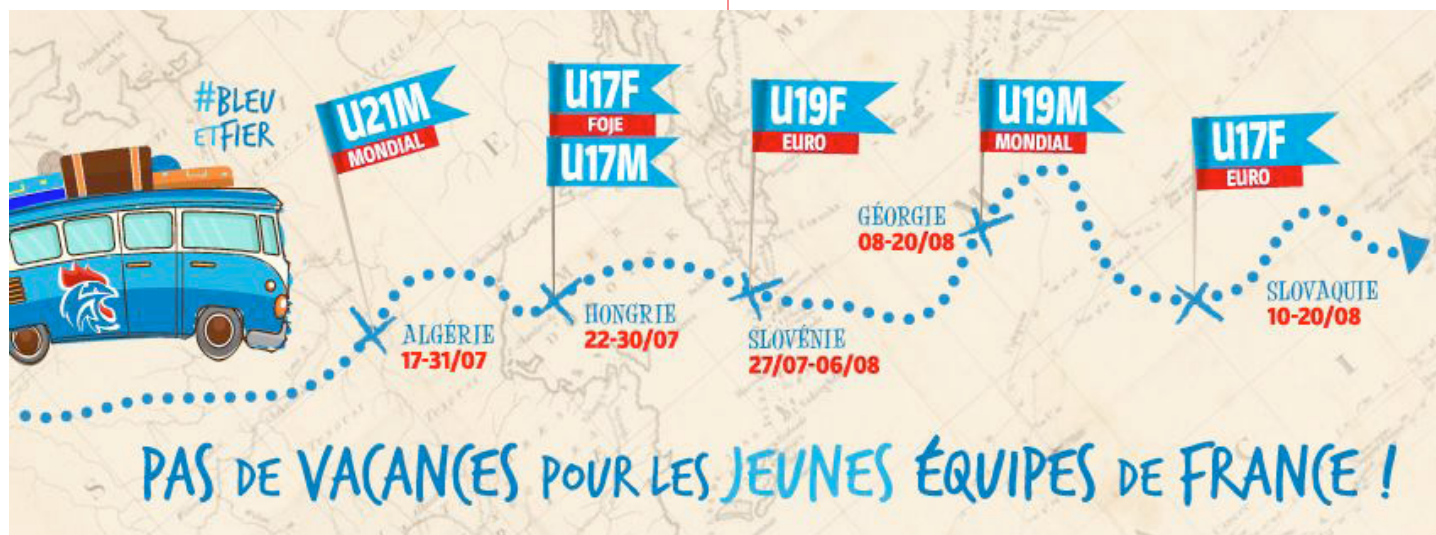 #BLEU
ETFIER
U21M
MONDIAL
U17F
FOJE
U17M
U19F
EURO
U19M
MONDIAL
U17F
EURO
ALGÉRIE
17-31/07
HONGRIE
22-30/07
SLOVÉNIE
27/07-06/08
GÉORGIE
08-20/08
SLOVAQUIE
10-20/08
PAS DE VACANCES POUR LES JEUNES ÉQUIPES DE FRANCE !